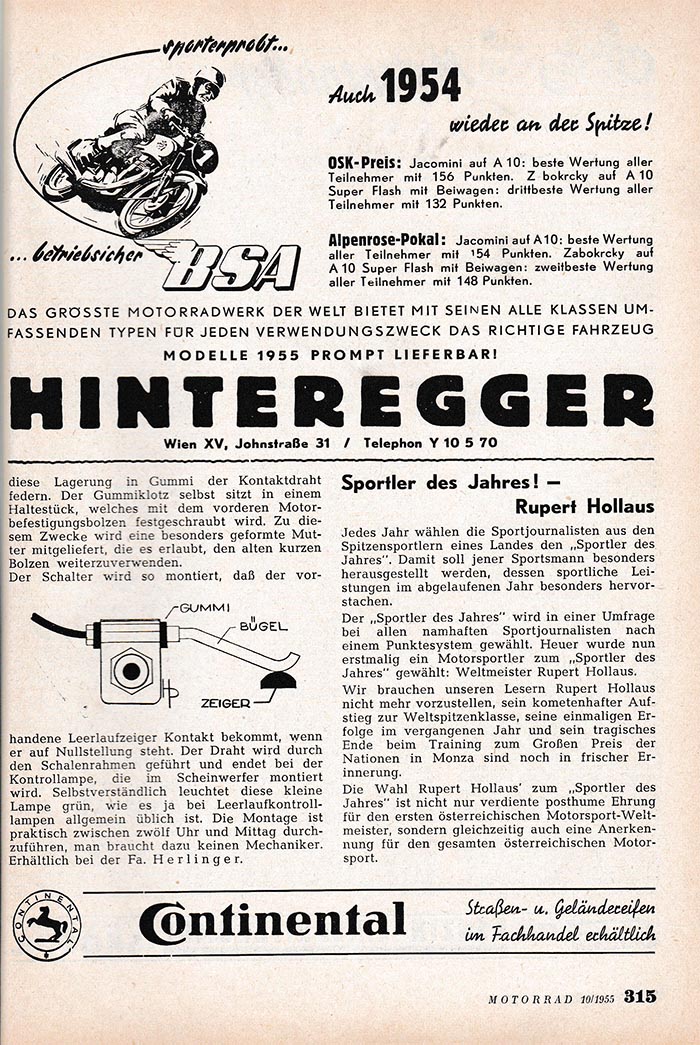 sporterprobt...
...betriebsicher
BSA
Auch 1954
wieder an der Spitze!
OSK-Preis: Jacomini auf A 10: beste Wertung aller
Teilnehmer mit 156 Punkten. Z bokrcky auf A 10
Super Flash mit Beiwagen: drittbeste Wertung aller
Teilnehmer mit 132 Punkten.
Alpenrose-Pokal: Jacomini auf A10: beste Wertung
aller Teilnehmer mit 154 Punkten. Zabokrcky auf
A 10 Super Flash mit Beiwagen: zweitbeste Wertung
aller Teilnehmer mit 148 Punkten.
DAS GRÖSSTE MOTORRADWERK DER WELT BIETET MIT SEINEN ALLE KLASSEN UM-
FASSENDEN TYPEN FÜR JEDEN VERWENDUNGSZWECK DAS RICHTIGE FAHRZEUG
MODELLE 1955 PROMPT LIEFERBAR!
HINTEREGGER
Wien XV, Johnstraße 31 / Telephon Y 10 5 70
diese Lagerung in Gummi der Kontaktdraht
federn. Der Gummiklotz selbst sitzt in einem
Haltestück, welches mit dem vorderen Motor-
befestigungsbolzen festgeschraubt wird. Zu die-
sem Zwecke wird eine besonders geformte Mut-
ter mitgeliefert, die es erlaubt, den alten kurzen
Bolzen weiterzuverwenden.
Der Schalter wird so montiert, daß der vor-
GUMMI
BÜGEL
ZEIGER
handene Leerlaufzeiger Kontakt bekommt, wenn
er auf Nullstellung steht. Der Draht wird durch
den Schalenrahmen geführt und endet bei der
Kontrollampe, die im Scheinwerfer montiert
wird. Selbstverständlich leuchtet diese kleine
Lampe grün, wie es ja bei Leerlaufkontroll-
lampen allgemein üblich ist. Die Montage ist
praktisch zwischen zwölf Uhr und Mittag durch-
zuführen, man braucht dazu keinen Mechaniker.
Erhältlich bei der Fa. Herlinger.
Sportler des Jahres! —
Rupert Hollaus
Jedes Jahr wählen die Sportjournalisten aus den
Spitzensportlern eines Landes den „Sportler des
Jahres". Damit soll jener Sportsmann besonders
herausgestellt werden, dessen sportliche Lei-
stungen im abgelaufenen Jahr besonders hervor-
stachen.
Der „Sportler des Jahres" wird in einer Umfrage
bei allen namhaften Sportjournalisten nach
einem Punktesystem gewählt. Heuer wurde nun
erstmalig ein Motorsportler zum „Sportler des
Jahres" gewählt: Weltmeister Rupert Hollaus.
Wir brauchen unseren Lesern Rupert Hollaus
nicht mehr vorzustellen, sein kometenhafter Auf-
stieg zur Weltspitzenklasse, seine einmaligen Er-
folge im vergangenen Jahr und sein tragisches
Ende beim Training zum Großen Preis der
Nationen in Monza sind noch in frischer Er-
innerung.
Die Wahl Rupert Hollaus' zum „Sportler des
Jahres" ist nicht nur verdiente posthume Ehrung
für den ersten österreichischen Motorsport-Welt-
meister, sondern gleichzeitig auch eine Anerken-
nung für den gesamten österreichischen Motor-
sport.
CONTINENTAL
Continental
Straßen- u. Geländereifen
im Fachhandel erhältlich
MOTORRAD 10/1955 315